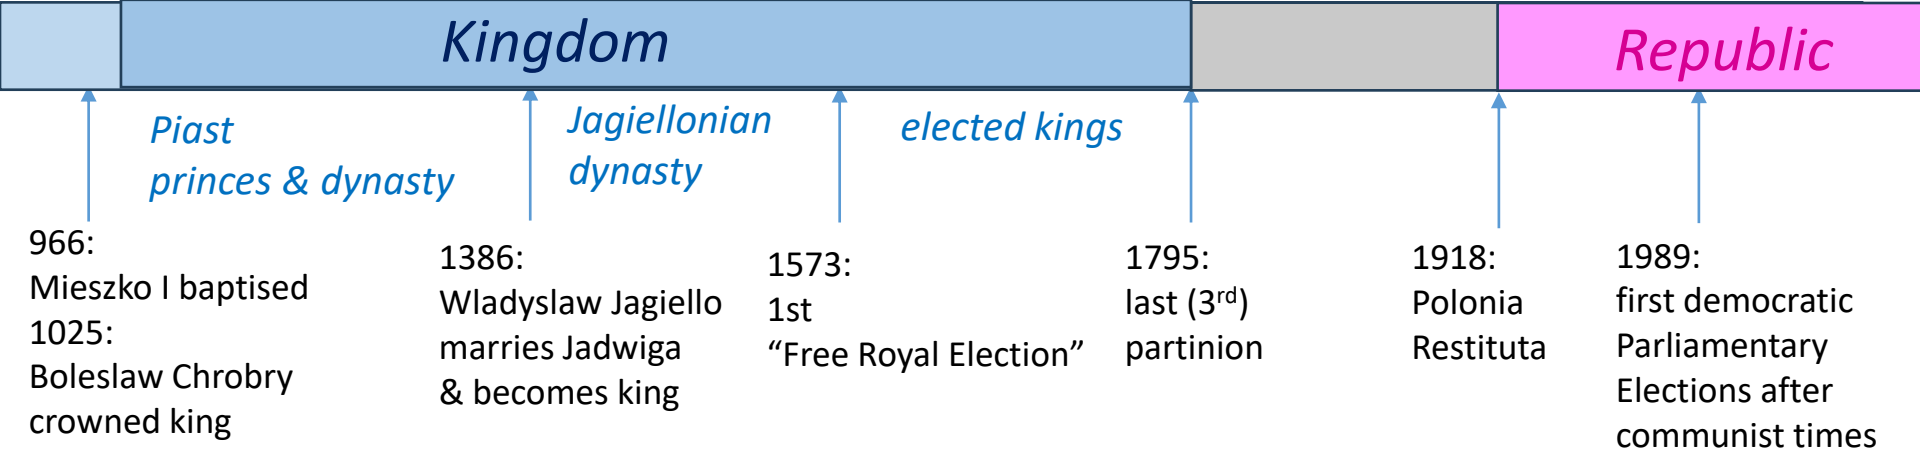 Kingdom
Republic
Piast
princes & dynasty
Jagiellonian
dynasty
elected kings
966:
Mieszko I baptised
1025:
Boleslaw Chrobry
crowned king
1386:
Wladyslaw Jagiello
marries Jadwiga
& becomes king
1573:
1st
“Free Royal Election”
1795:
last (3rd)
partinion
1918:
Polonia
Restituta
1989:
first democratic
Parliamentary
Elections after
communist times